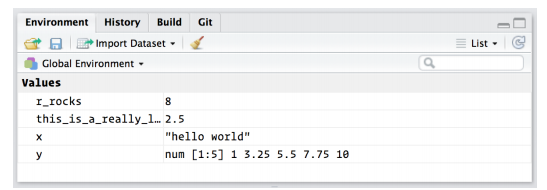 Environment History Build Git
Import Dataset List
Global Environment
Values
r_rocks 8
this_is_a_really_l… 2.5
x "hello world"
y num [1:5] 1 3.25 5.5 7.75 10